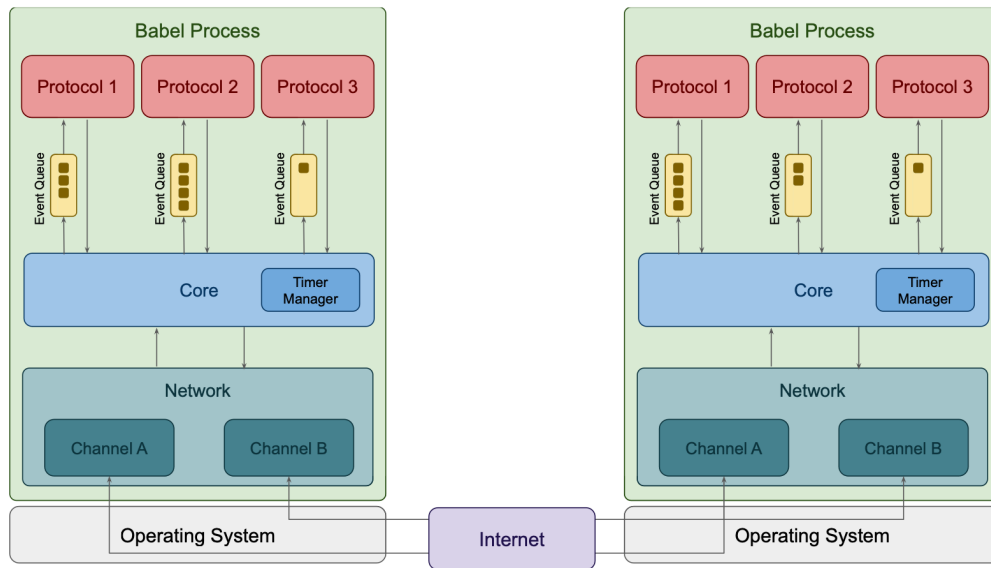 Babel Process
Protocol 1
Protocol 2
Protocol 3
Event Queue
Event Queue
Event Queue
Core
Timer
Manager
Network
Channel A
Channel B
Operating System
Internet
Babel Process
Protocol 1
Protocol 2
Protocol 3
Event Queue
Event Queue
Event Queue
Core
Timer
Manager
Network
Channel A
Channel B
Operating System